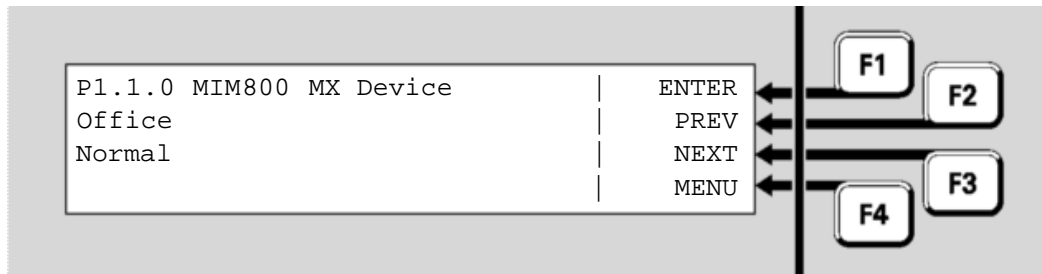 P1.1.0 MIM800 MX Device | ENTER
Office | PREV
Normal | NEXT
| MENU
F1
F2
F3
F4